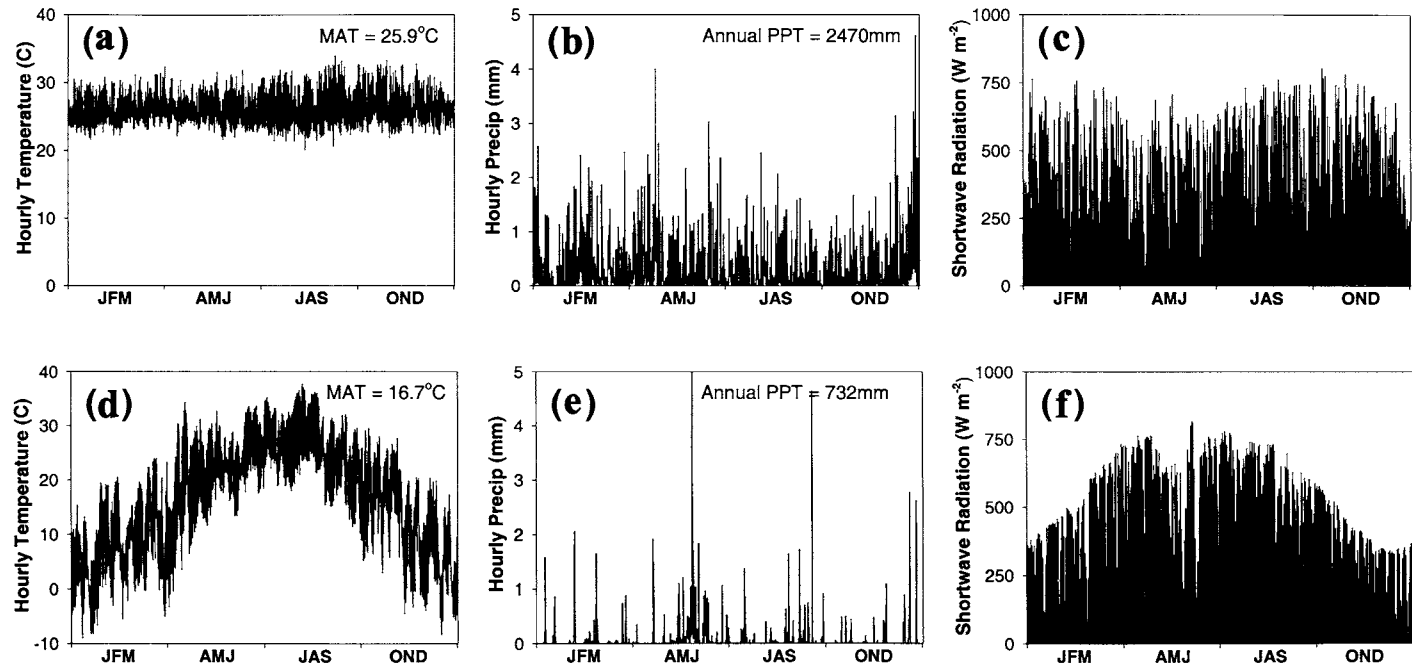 (a)
MAT = 25.9°C
Hourly Temperature (C)
40
30
20
10
0
JFM AMJ JAS OND
(b)
Annual PPT = 2470mm
Hourly Precip (mm)
5
4
3
2
1
0
JFM AMJ JAS OND
(c)
Shortwave Radiation (W m-2)
1000
750
500
250
0
JFM AMJ JAS OND
(d)
MAT = 16.7°C
Hourly Temperature (C)
40
30
20
10
0
-10
JFM AMJ JAS OND
(e)
Annual PPT = 732mm
Hourly Precip (mm)
5
4
3
2
1
0
JFM AMJ JAS OND
(f)
Shortwave Radiation (W m-2)
1000
750
500
250
0
JFM AMJ JAS OND